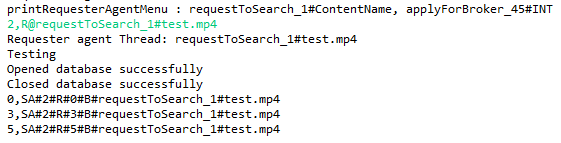 printRequesterAgentMenu : requestToSearch_1#ContentName, applyForBroker_45#INT
2,R@requestToSearch_1#test.mp4
Requester agent Thread: requestToSearch_1#test.mp4
Testing
Opened database successfully
Closed database successfully
0,SA#2#R#0#B#requestToSearch_1#test.mp4
3,SA#2#R#3#B#requestToSearch_1#test.mp4
5,SA#2#R#5#B#requestToSearch_1#test.mp4